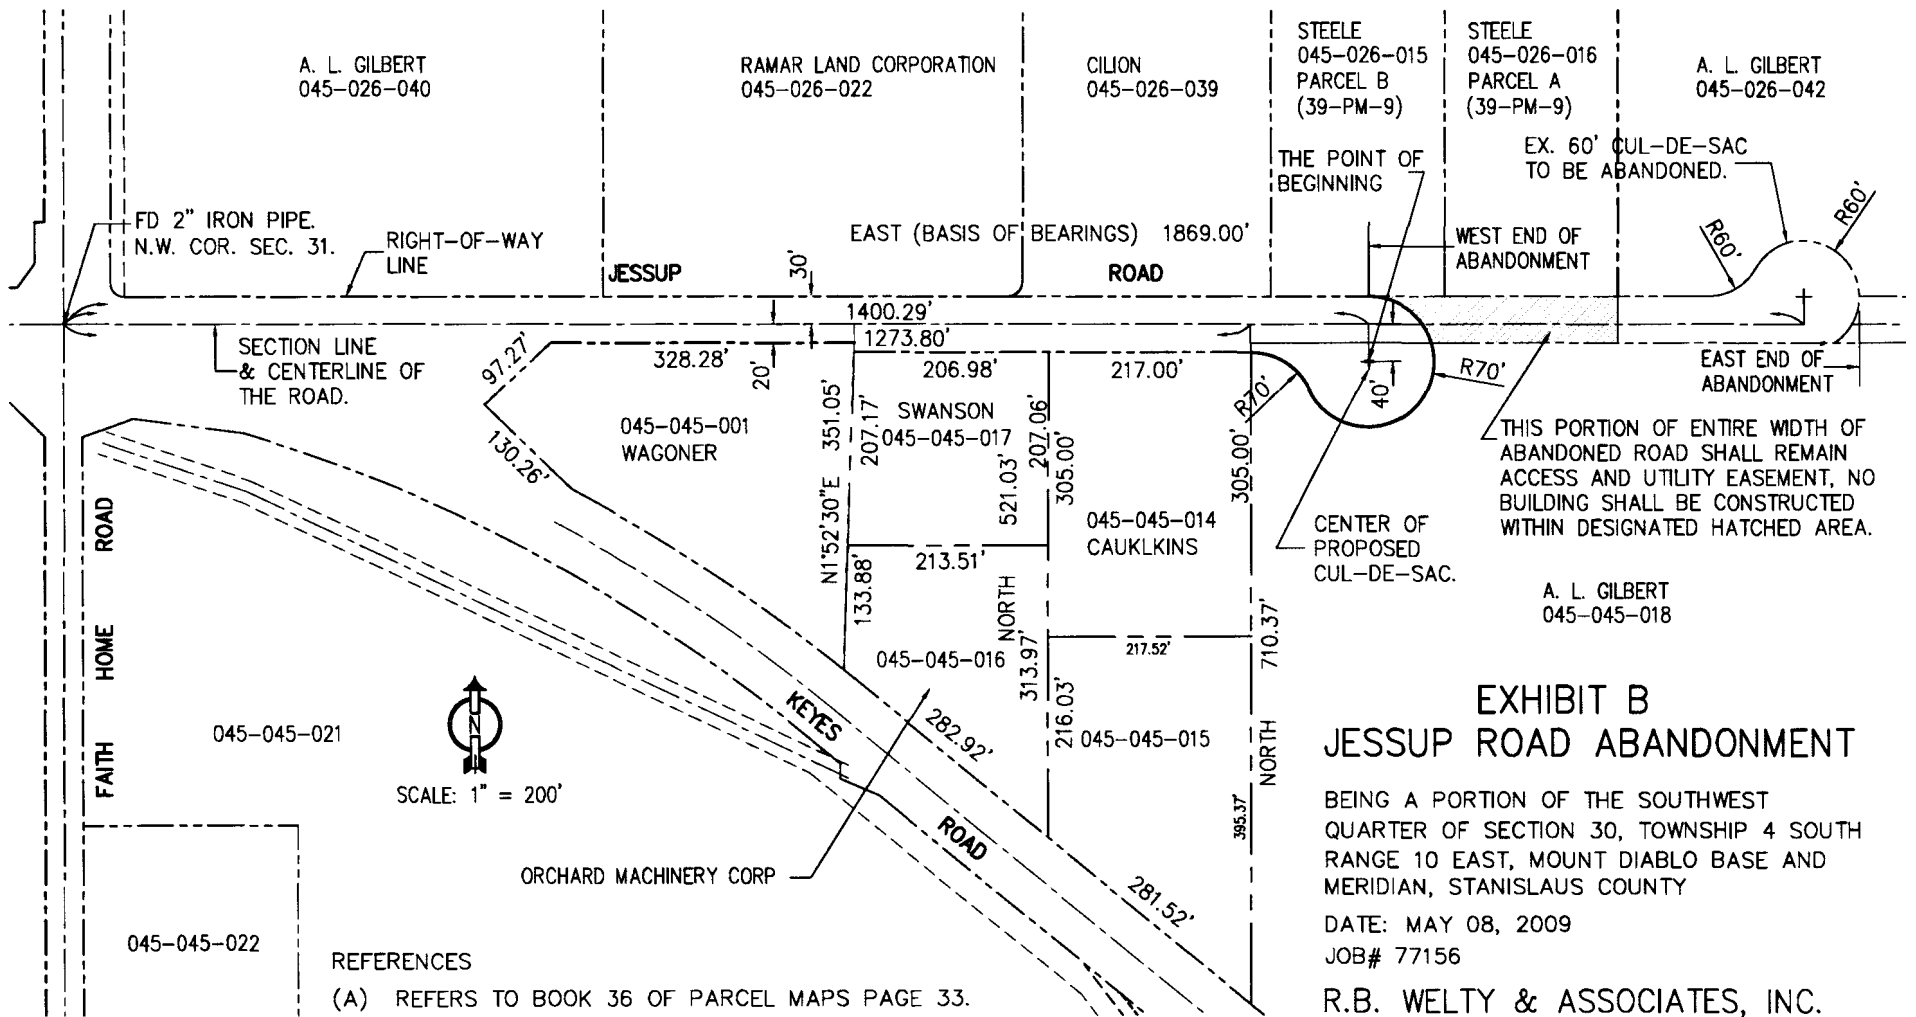 A. L. GILBERT
045-026-040
RAMAR LAND CORPORATION
045-026-022
CILION
045-026-039
STEELE
045-026-015
PARCEL B
(39-PM-9)
STEELE
045-026-016
PARCEL A
(39-PM-9)
A. L. GILBERT
045-026-042
EX. 60' CUL-DE-SAC
TO BE ABANDONED.
THE POINT OF
BEGINNING
FD 2" IRON PIPE.
N.W. COR. SEC. 31.
RIGHT-OF-WAY
LINE
EAST (BASIS OF BEARINGS) 1869.00'
WEST END OF
ABANDONMENT
R60'
R60'
JESSUP
30'
ROAD
1400.29'
1273.80'
SECTION LINE
& CENTERLINE OF
THE ROAD.
97.27'
328.28'
20'
206.98'
217.00'
R70'
40'
R70'
EAST END OF
ABANDONMENT
130.26'
045-045-001
WAGONER
N1°52'30"E 351.05'
207.17'
SWANSON
045-045-017
207.06'
521.03'
305.00'
305.00'
THIS PORTION OF ENTIRE WIDTH OF
ABANDONED ROAD SHALL REMAIN
ACCESS AND UTILITY EASEMENT, NO
BUILDING SHALL BE CONSTRUCTED
WITHIN DESIGNATED HATCHED AREA.
045-045-014
CAUKLKINS
CENTER OF
PROPOSED
CUL-DE-SAC.
213.51'
133.88'
NORTH
A. L. GILBERT
045-045-018
FAITH HOME ROAD
045-045-016
313.97'
217.52'
710.37'
216.03'
045-045-015
NORTH
395.37'
KEYES
ROAD
282.92'
281.52'
045-045-021
N
SCALE: 1" = 200'
ORCHARD MACHINERY CORP
045-045-022
REFERENCES
(A) REFERS TO BOOK 36 OF PARCEL MAPS PAGE 33.
EXHIBIT B
JESSUP ROAD ABANDONMENT
BEING A PORTION OF THE SOUTHWEST
QUARTER OF SECTION 30, TOWNSHIP 4 SOUTH
RANGE 10 EAST, MOUNT DIABLO BASE AND
MERIDIAN, STANISLAUS COUNTY
DATE: MAY 08, 2009
JOB# 77156
R.B. WELTY & ASSOCIATES, INC.